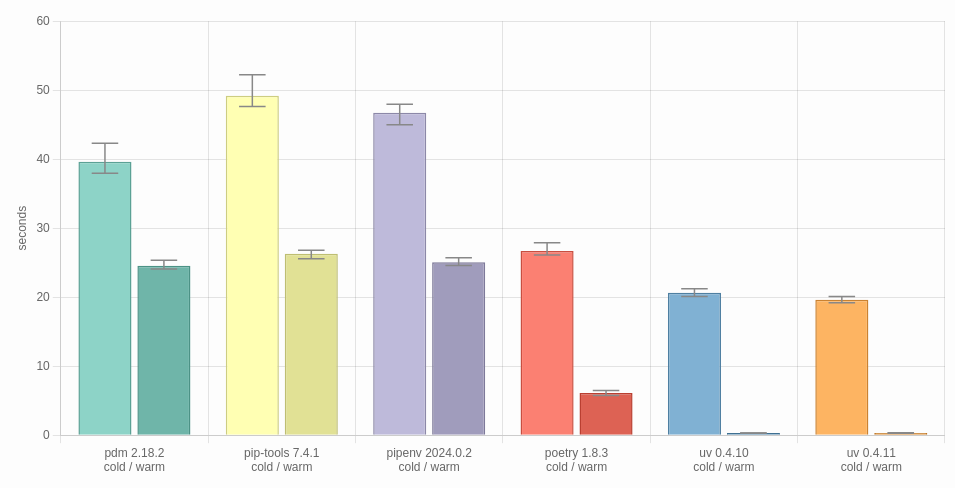 60
50
40
30
20
10
0
seconds
pdm 2.18.2
cold / warm
pip-tools 7.4.1
cold / warm
pipenv 2024.0.2
cold / warm
poetry 1.8.3
cold / warm
uv 0.4.10
cold / warm
uv 0.4.11
cold / warm